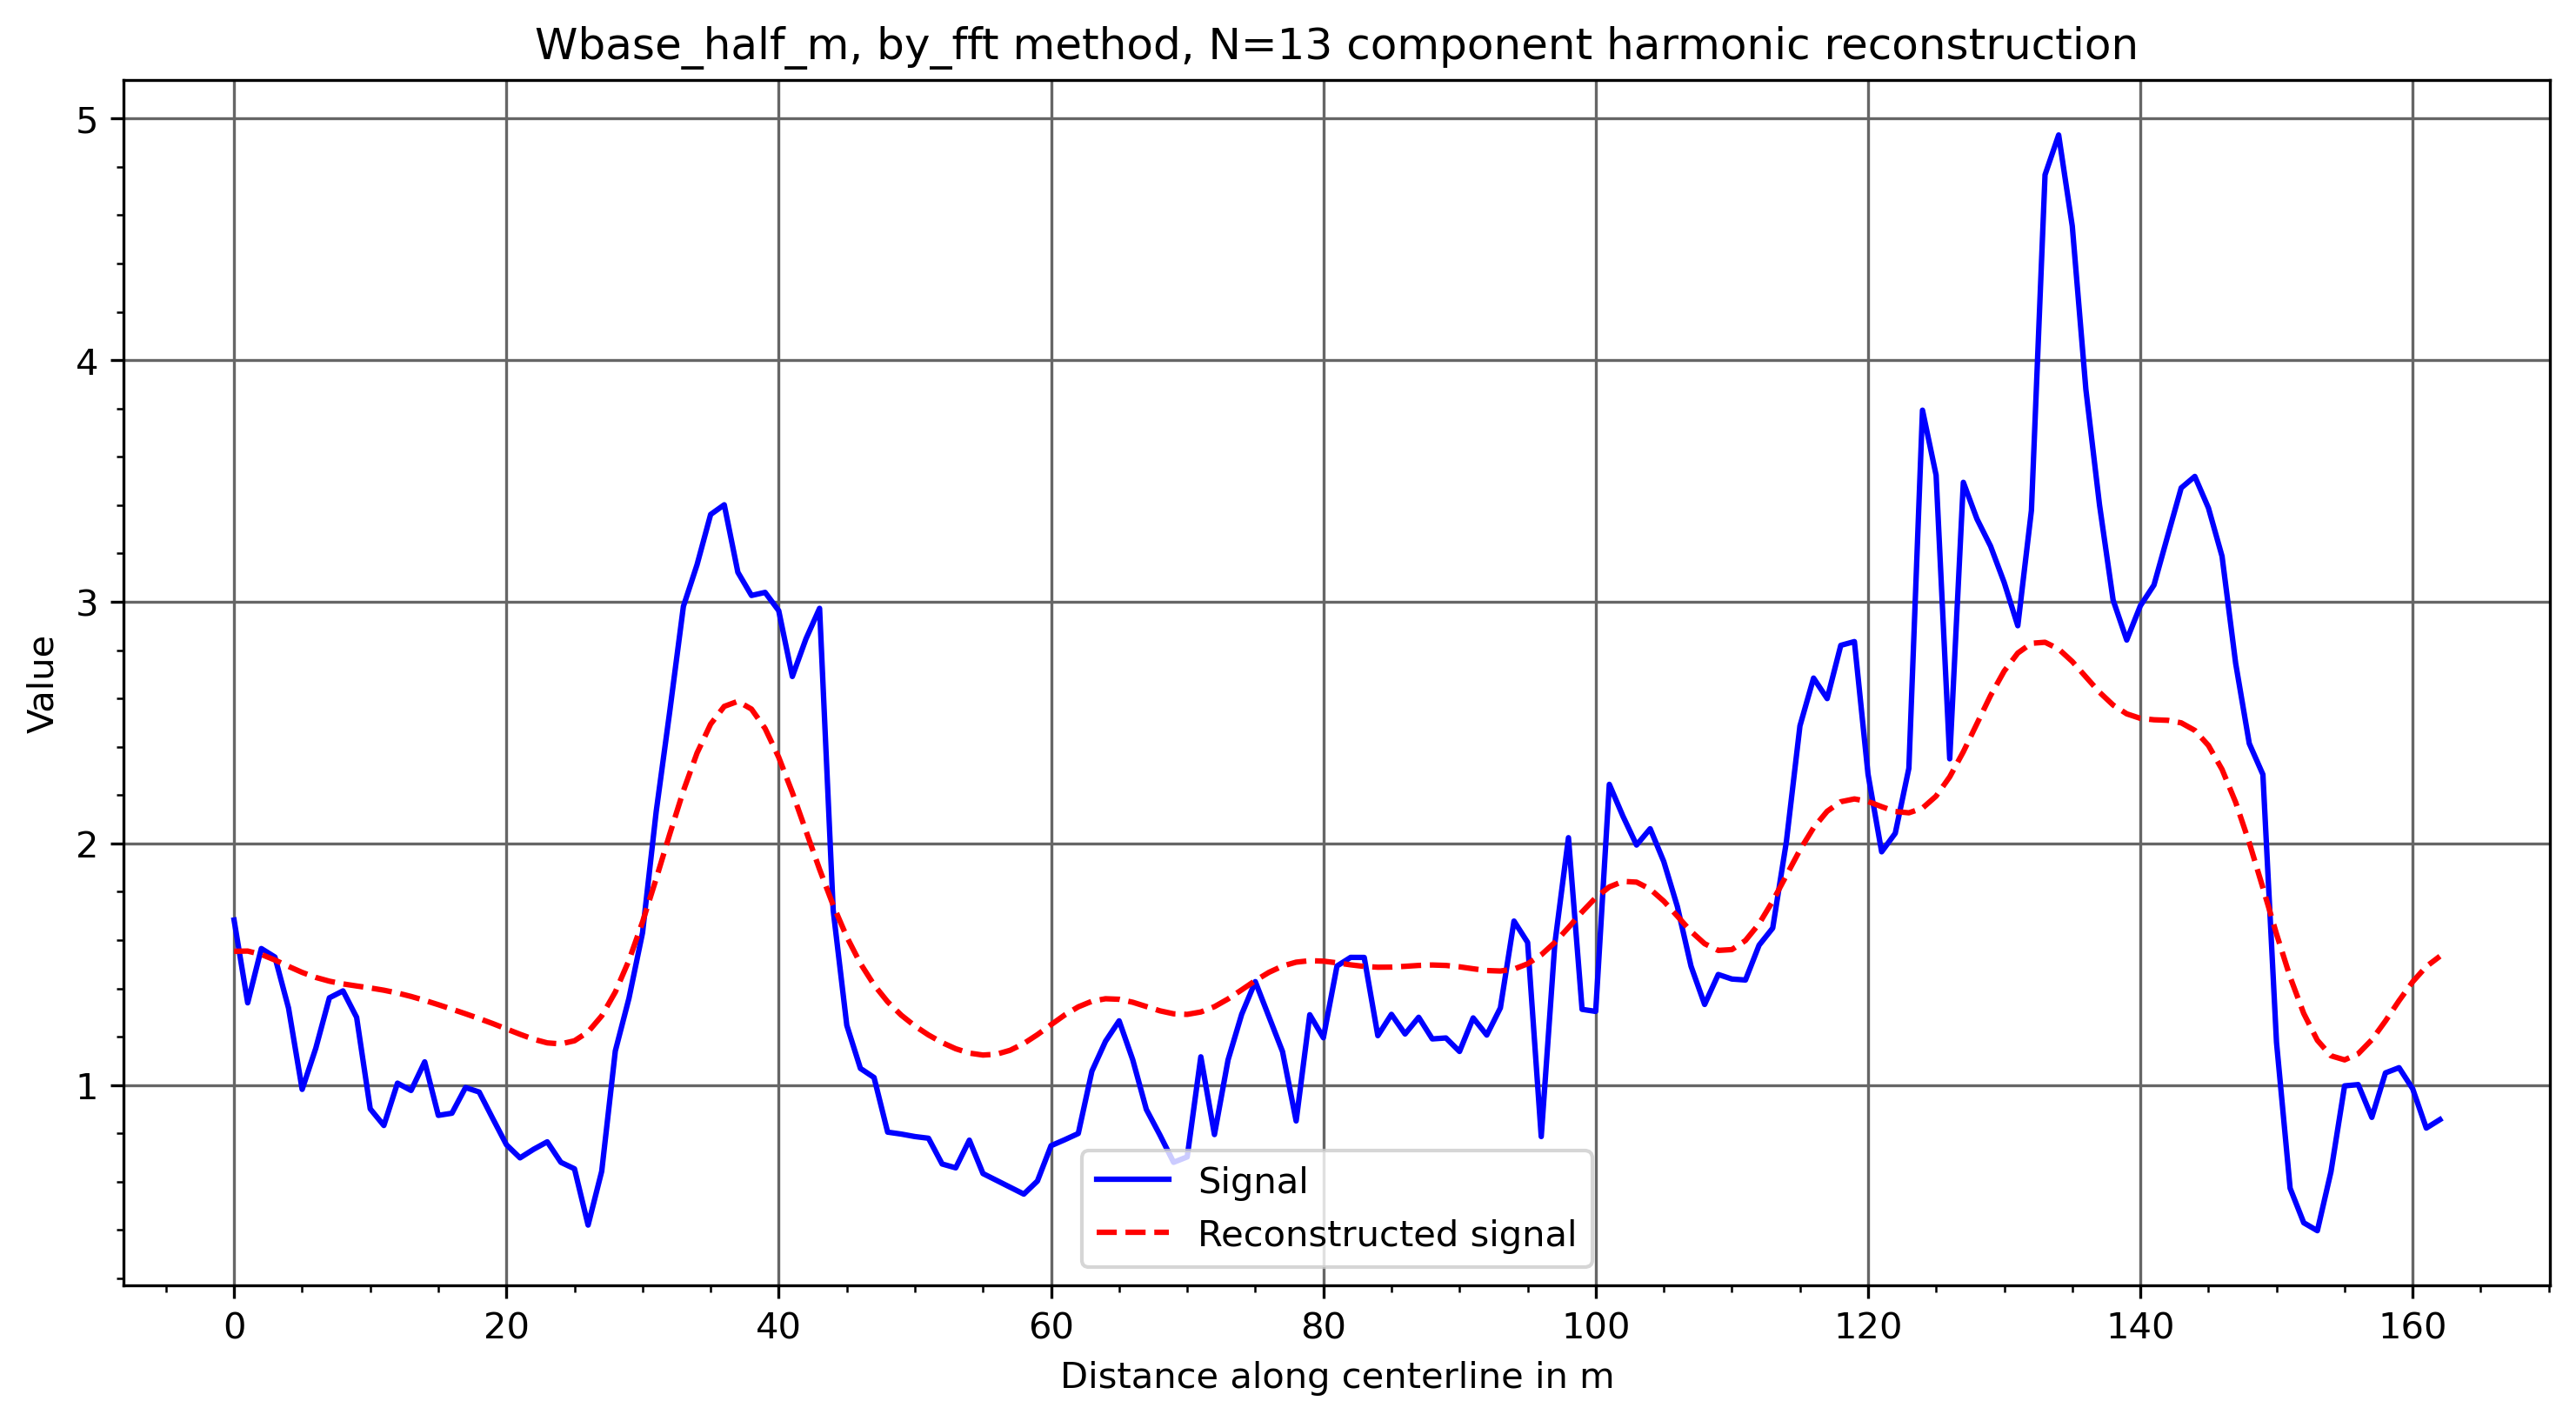 Wbase_half_m, by_fft method, N=13 component harmonic reconstruction
5
4
3
2
1
Value
Signal
Reconstructed signal
0 20 40 60 80 100 120 140 160
Distance along centerline in m